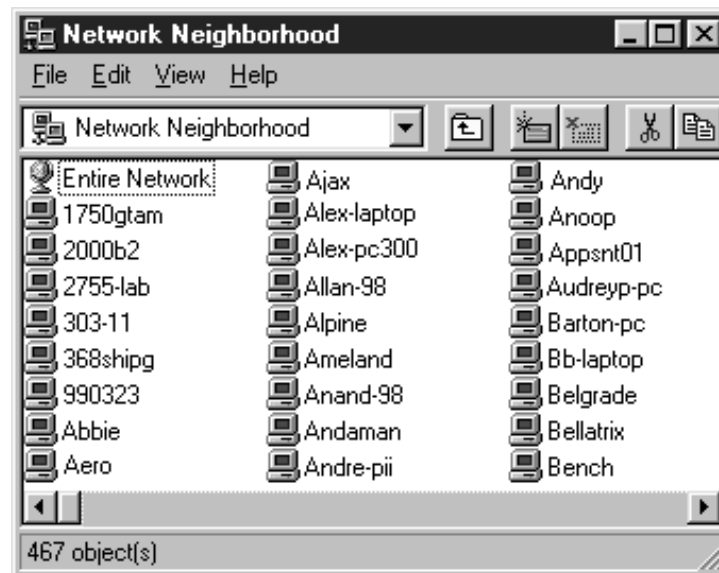 Network Neighborhood
File Edit View Help
Network Neighborhood
Entire Network Ajax Andy
1750gtam Alex-laptop Anoop
2000b2 Alex-pc300 Appsnt01
2755-lab Allan-98 Audreyp-pc
303-11 Alpine Barton-pc
368shipg Ameland Bb-laptop
990323 Anand-98 Belgrade
Abbie Andaman Bellatrix
Aero Andre-pii Bench
467 object(s)